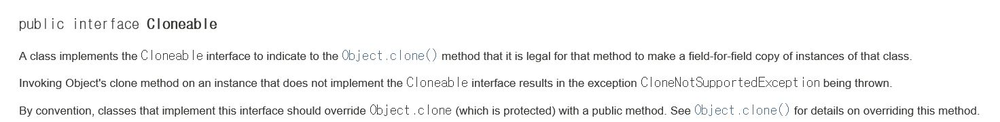 public interface Cloneable
A class implements the Cloneable interface to indicate to the Object.clone() method that it is legal for that method to make a field-for-field copy of instances of that class.
Invoking Object's clone method on an instance that does not implement the Cloneable interface results in the exception CloneNotSupportedException being thrown.
By convention, classes that implement this interface should override Object.clone (which is protected) with a public method. See Object.clone() for details on overriding this method.